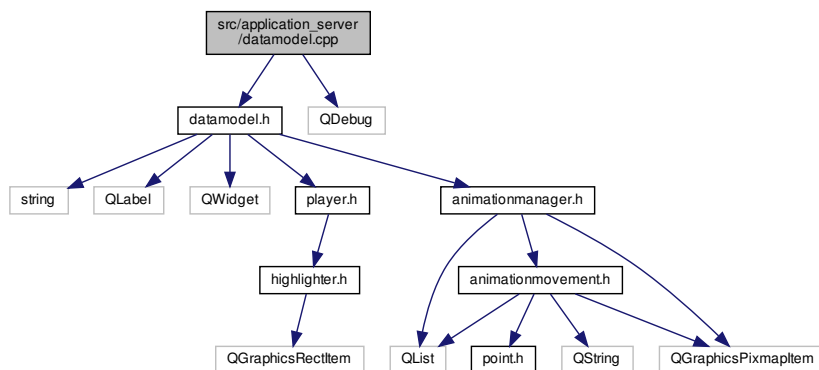 src/application_server
/datamodel.cpp
datamodel.h
QDebug
string
QLabel
QWidget
player.h
animationmanager.h
highlighter.h
animationmovement.h
QGraphicsRectItem
QList
point.h
QString
QGraphicsPixmapItem